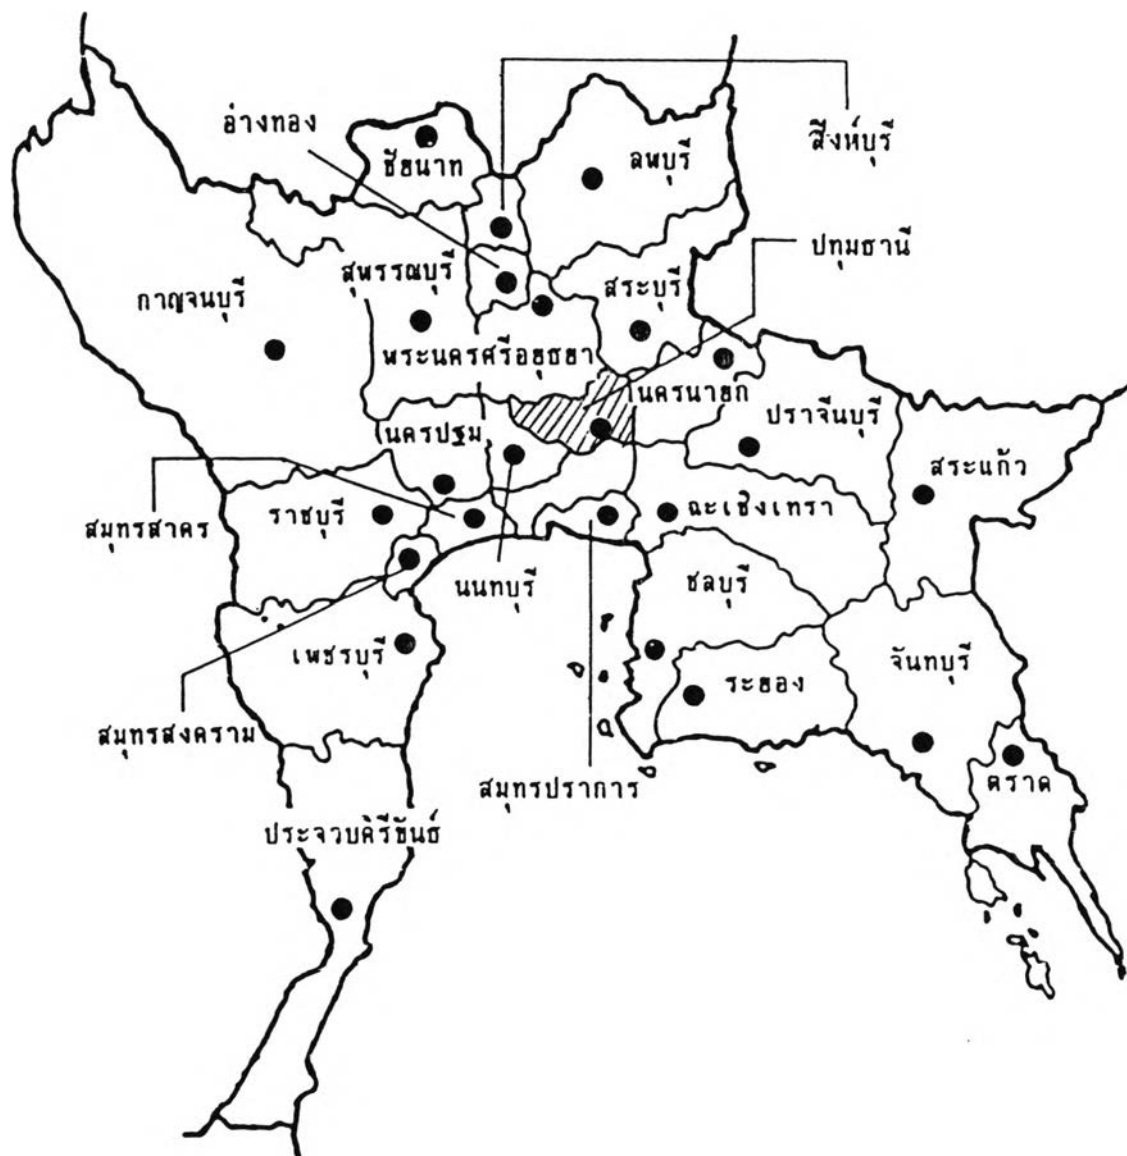 อ่างทอง
สิงห์บุรี
ชัยนาท
ลพบุรี
ปทุมธานี
สุพรรณบุรี
สระบุรี
กาญจนบุรี
พระนครศรีอยุธยา
นครนายก
ปราจีนบุรี
นครปฐม
สระแก้ว
สมุทรสาคร
ราชบุรี
ฉะเชิงเทรา
นนทบุรี
ชลบุรี
เพชรบุรี
จันทบุรี
ระยอง
สมุทรสงคราม
สมุทรปราการ
ตราด
ประจวบคิรีขันธ์